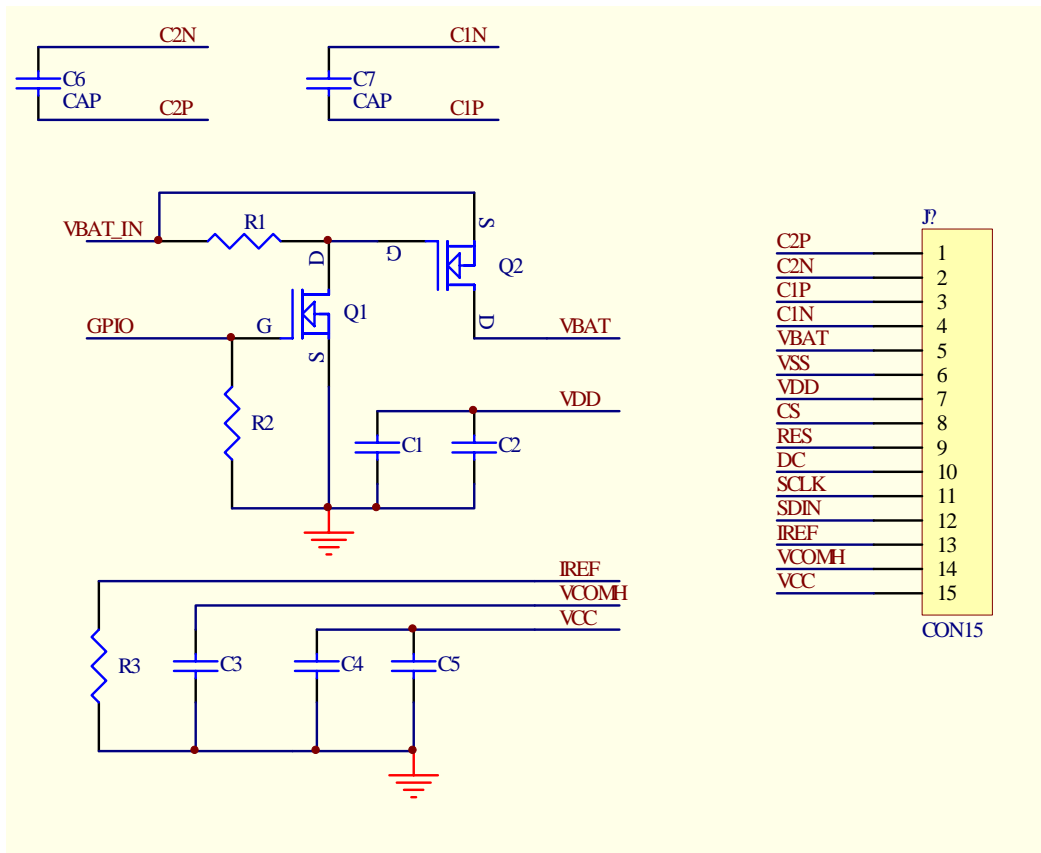 C2N
C6
CAP
C2P
C1N
C7
CAP
C1P
VBAT_IN
R1
S
D
G
Q2
GPIO
G
Q1
S
D
VBAT
R2
VDD
C1
C2
IREF
VCOMH
VCC
R3
C3
C4
C5
J?
C2P 1
C2N 2
C1P 3
C1N 4
VBAT 5
VSS 6
VDD 7
CS 8
RES 9
DC 10
SCLK 11
SDIN 12
IREF 13
VCOMH 14
VCC 15
CON15